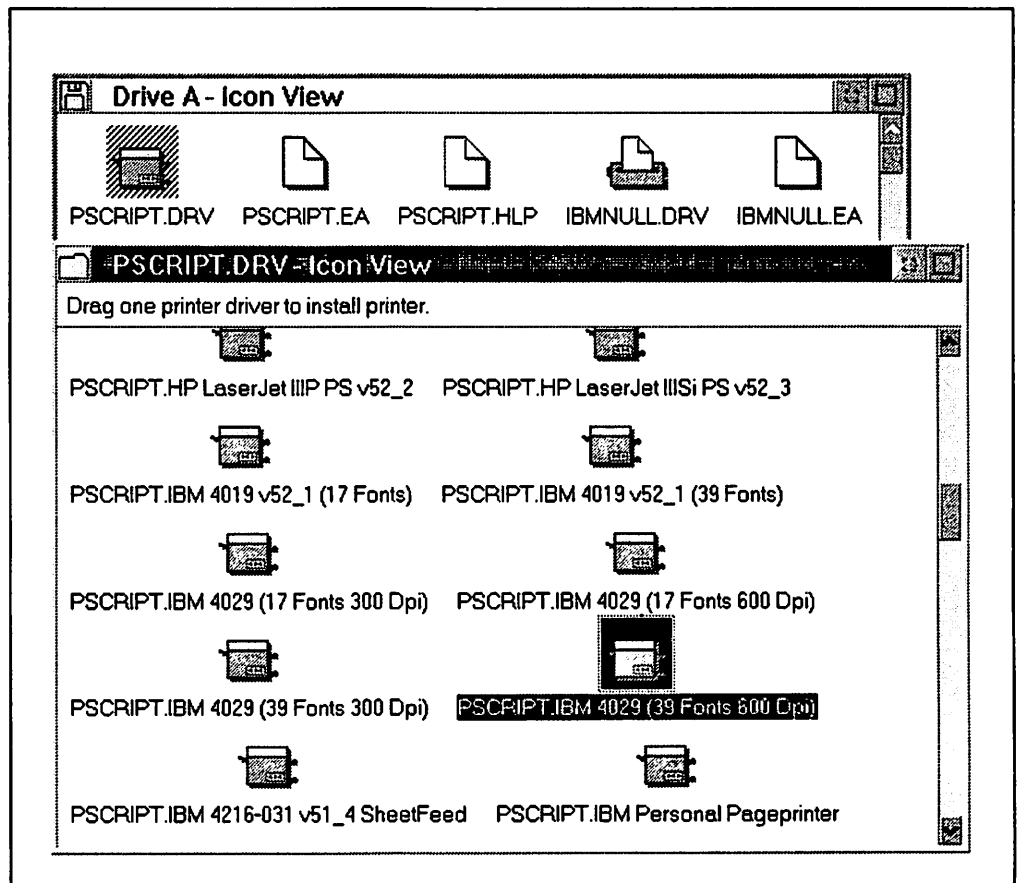 Drive A - Icon View
PSCRIPT.DRV PSCRIPT.EA PSCRIPT.HLP IBMNULL.DRV IBMNULL.EA
PSCRIPT.DRV - Icon View
Drag one printer driver to install printer.
PSCRIPT.HP LaserJet IIIP PS v52_2 PSCRIPT.HP LaserJet IIISi PS v52_3
PSCRIPT.IBM 4019 v52_1 (17 Fonts) PSCRIPT.IBM 4019 v52_1 (39 Fonts)
PSCRIPT.IBM 4029 (17 Fonts 300 Dpi) PSCRIPT.IBM 4029 (17 Fonts 600 Dpi)
PSCRIPT.IBM 4029 (39 Fonts 300 Dpi) PSCRIPT.IBM 4029 (39 Fonts 600 Dpi)
PSCRIPT.IBM 4216-031 v51_4 SheetFeed PSCRIPT.IBM Personal Pageprinter